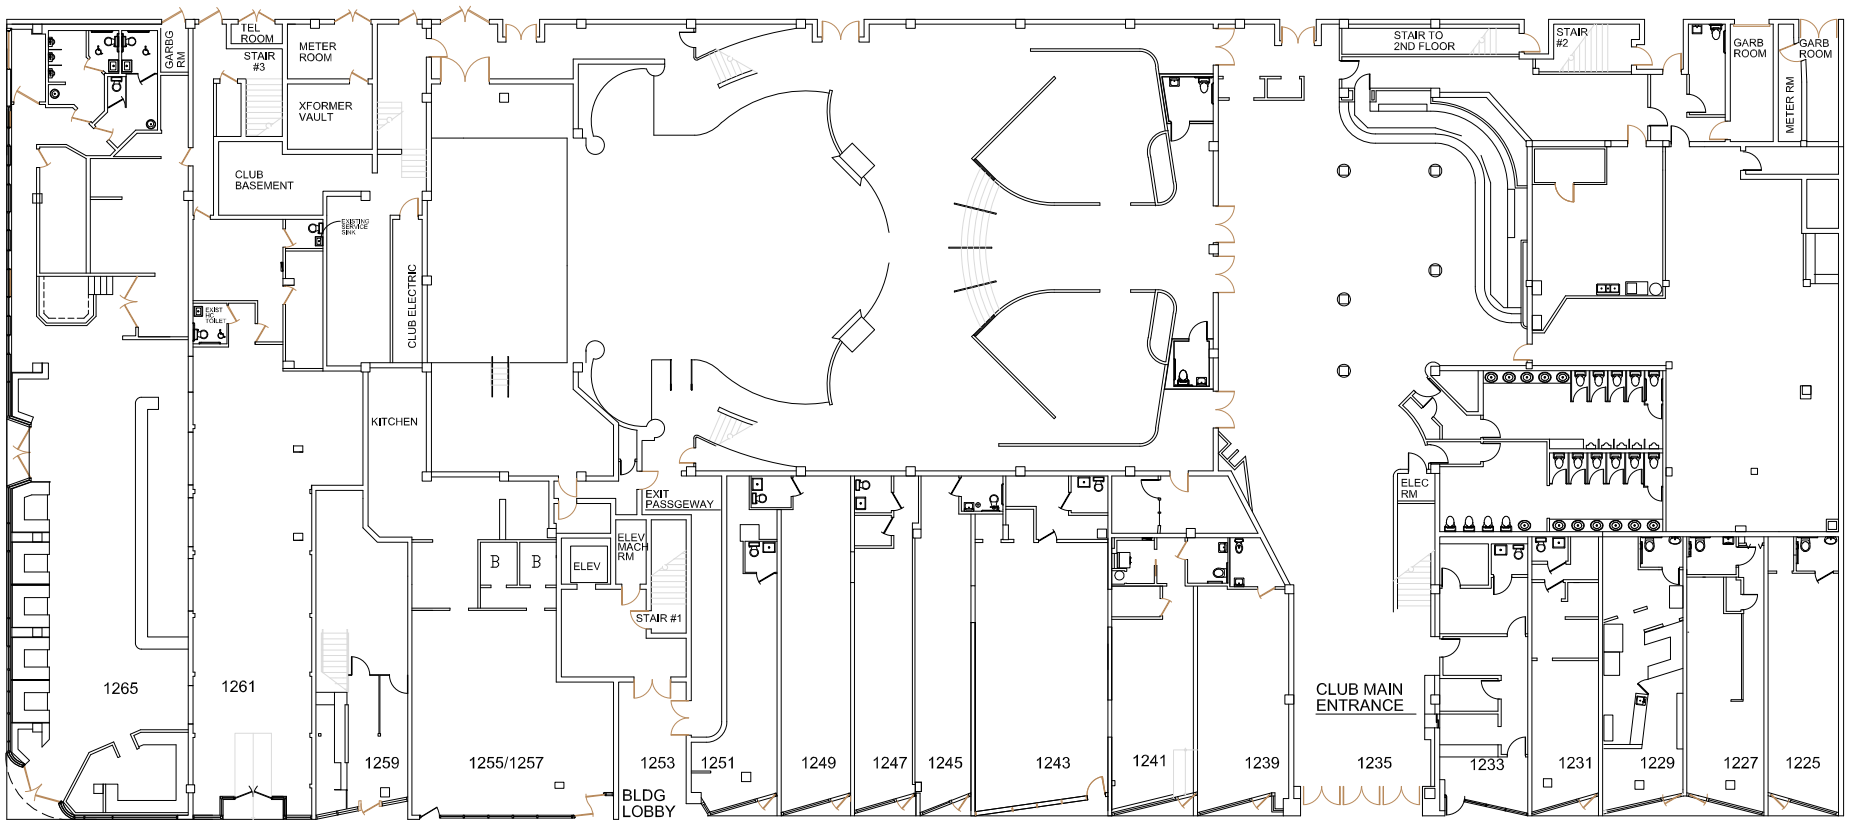 GARBG
RM
TEL
ROOM
STAIR
#3
METER
ROOM
XFORMER
VAULT
CLUB
BASEMENT
EXISTING
SERVICE
SINK
CLUB ELECTRIC
EXIST
HC
TOILET
KITCHEN
STAIR TO
2ND FLOOR
STAIR
#2
GARB
ROOM
METER RM
GARB
ROOM
EXIT
PASSGEWAY
ELEV
MACH
RM
ELEV
B
B
STAIR #1
ELEC
RM
CLUB MAIN
ENTRANCE
1265
1261
1259
1255/1257
1253
BLDG
LOBBY
1251
1249
1247
1245
1243
1241
1239
1235
1233
1231
1229
1227
1225